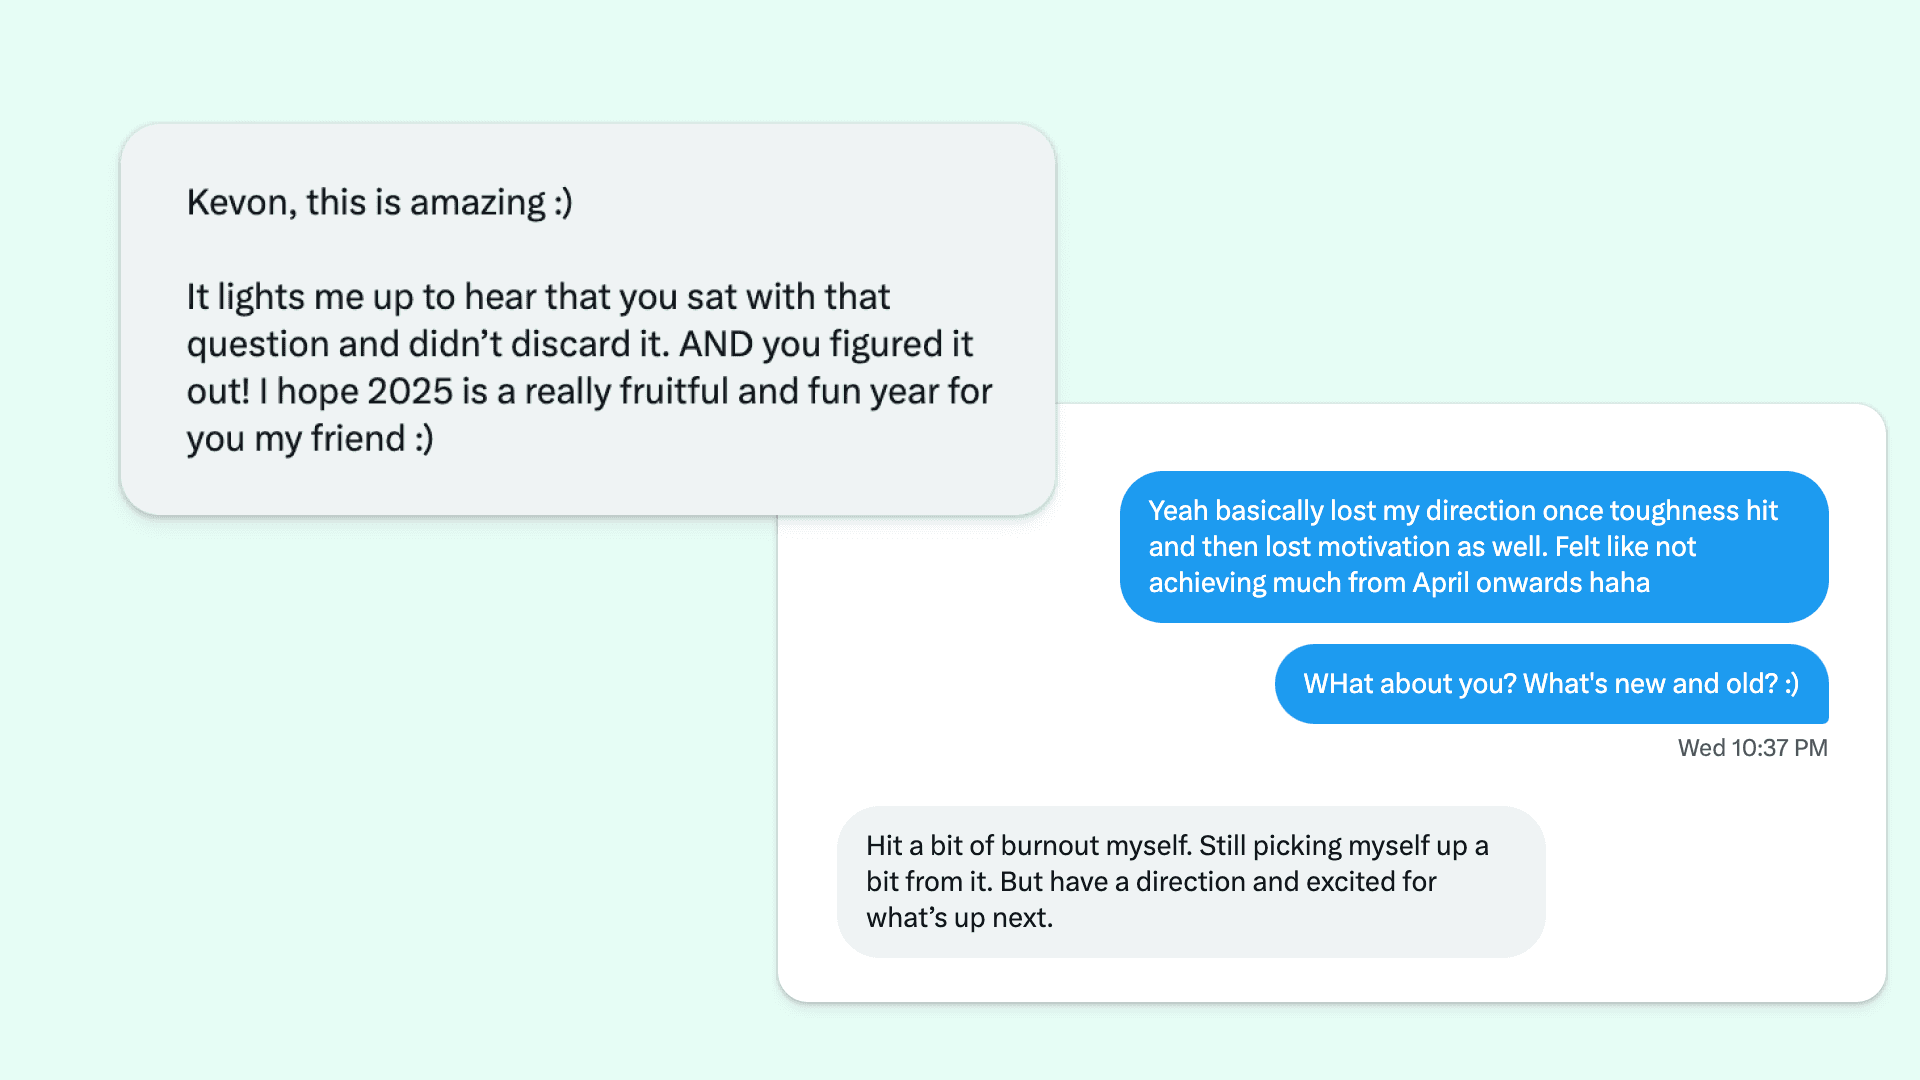 Kevon, this is amazing :)
It lights me up to hear that you sat with that
question and didn’t discard it. AND you figured it
out! I hope 2025 is a really fruitful and fun year for
you my friend :)
Yeah basically lost my direction once toughness hit
and then lost motivation as well. Felt like not
achieving much from April onwards haha
WHat about you? What's new and old? :)
Wed 10:37 PM
Hit a bit of burnout myself. Still picking myself up a
bit from it. But have a direction and excited for
what’s up next.